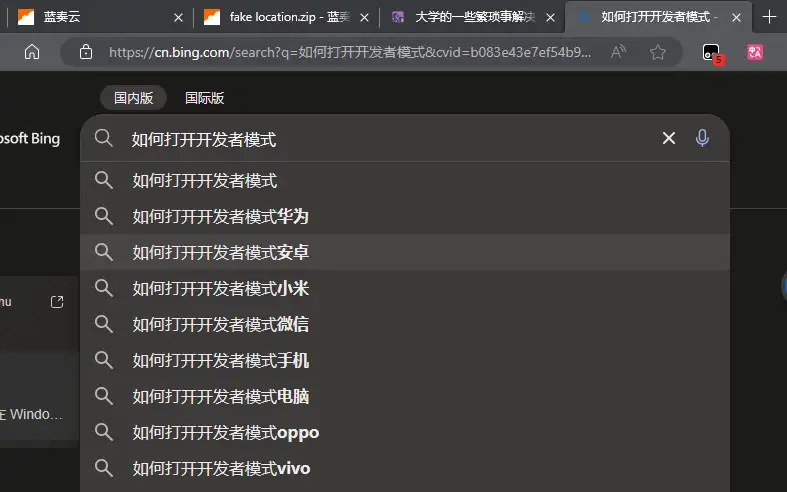 蓝奏云
fake location.zip - 蓝奏
大学的一些繁琐事解决
如何打开开发者模式 -
https://cn.bing.com/search?q=如何打开开发者模式&cvid=b083e43e7ef54b9...
5
国内版 国际版
osoft Bing
如何打开开发者模式
如何打开开发者模式
如何打开开发者模式华为
如何打开开发者模式安卓
如何打开开发者模式小米
hu
如何打开开发者模式微信
如何打开开发者模式手机
如何打开开发者模式电脑
在 Windo...
如何打开开发者模式oppo
如何打开开发者模式vivo